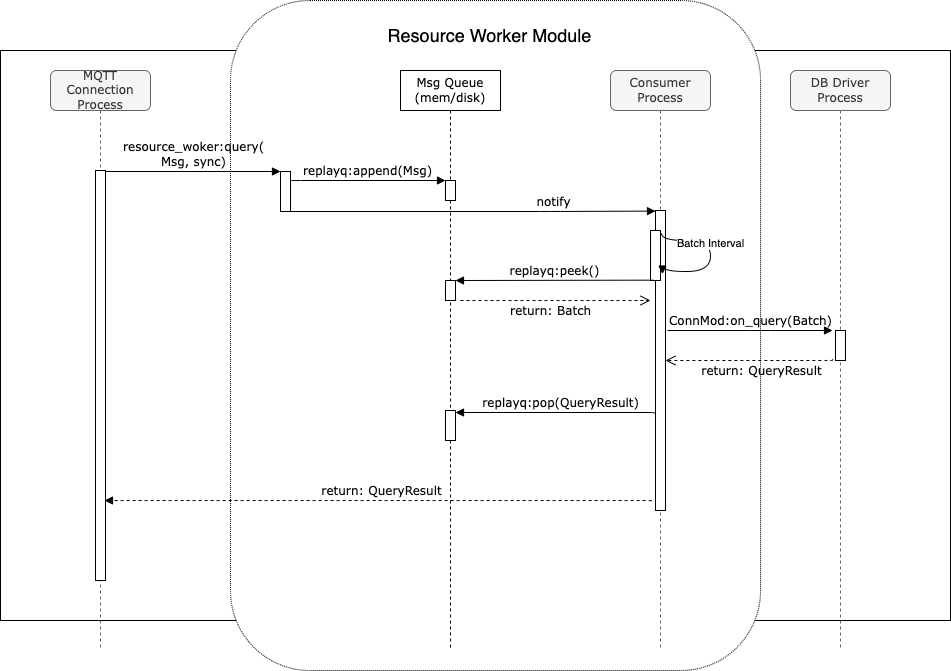 Resource Worker Module
MQTT
Connection
Process
Msg Queue
(mem/disk)
Consumer
Process
DB Driver
Process
resource_woker:query(
Msg, sync)
replayq:append(Msg)
notify
Batch Interval
replayq:peek()
return: Batch
ConnMod:on_query(Batch)
return: QueryResult
replayq:pop(QueryResult)
return: QueryResult